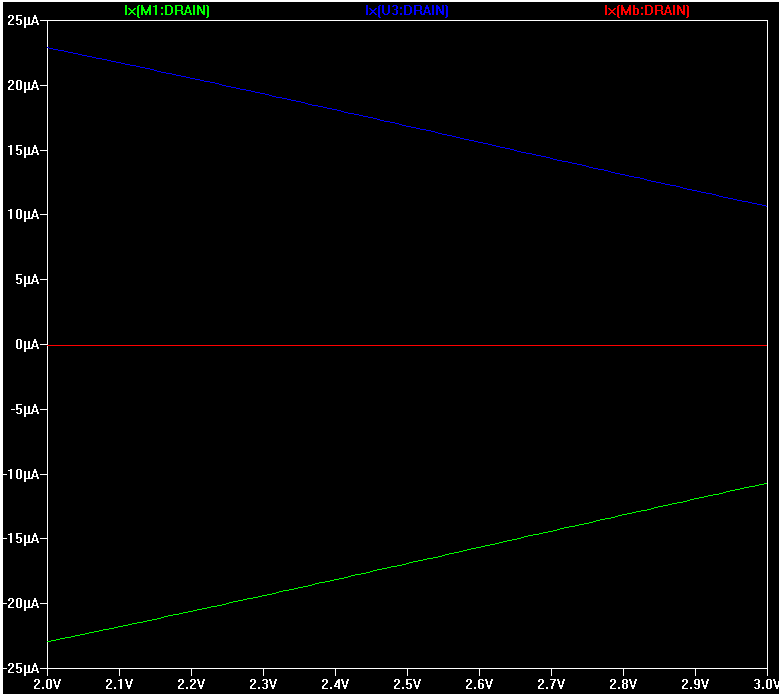 Ix(M1:DRAIN) Ix(U3:DRAIN) Ix(Mb:DRAIN)
25µA
20µA
15µA
10µA
5µA
0µA
-5µA
-10µA
-15µA
-20µA
-25µA
2.0V 2.1V 2.2V 2.3V 2.4V 2.5V 2.6V 2.7V 2.8V 2.9V 3.0V